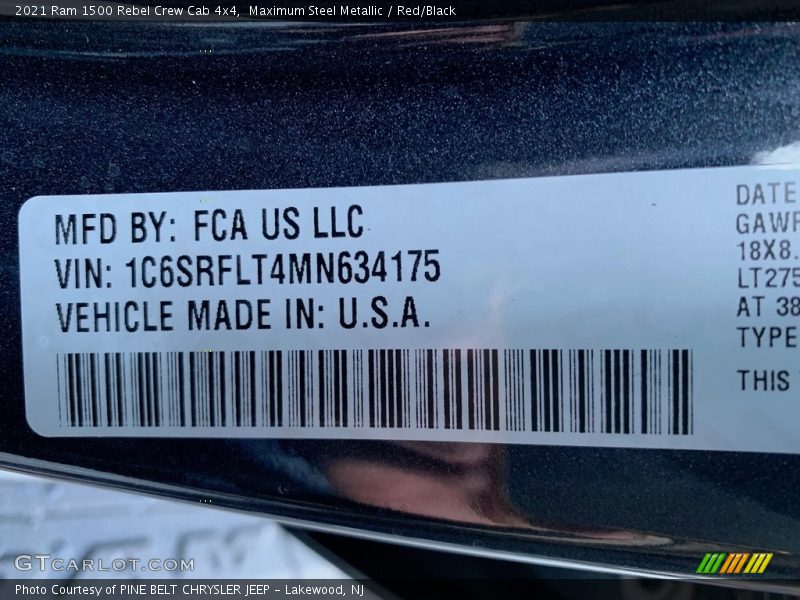 2021 Ram 1500 Rebel Crew Cab 4x4,  Maximum Steel Metallic / Red/Black
MFD BY: FCA US LLC
VIN: 1C6SRFLT4MN634175
VEHICLE MADE IN: U.S.A.
DATE
GAWR
18X8.
LT275
AT 38
TYPE
THIS
GTCARLOT.COM
Photo Courtesy of PINE BELT CHRYSLER JEEP – Lakewood, NJ